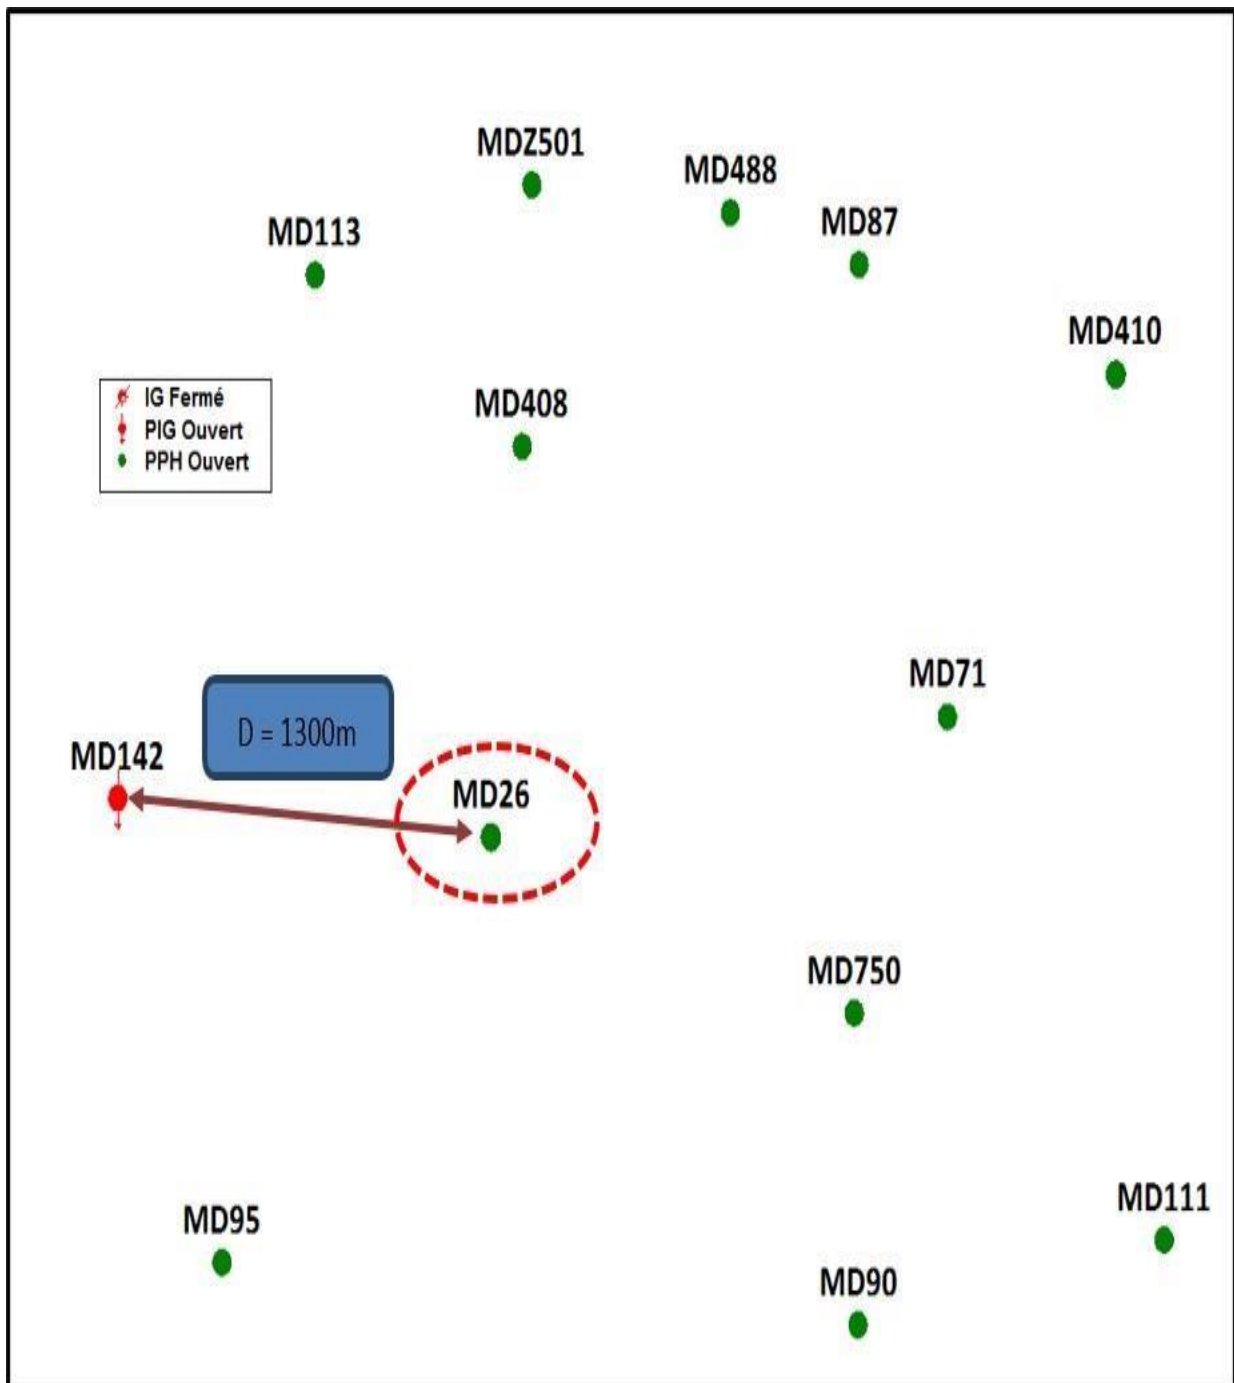 MDZ501
MD488
MD87
MD113
MD410
IG Fermé
PIG Ouvert
PPH Ouvert
MD408
MD71
D = 1300m
MD142
MD26
MD750
MD111
MD95
MD90